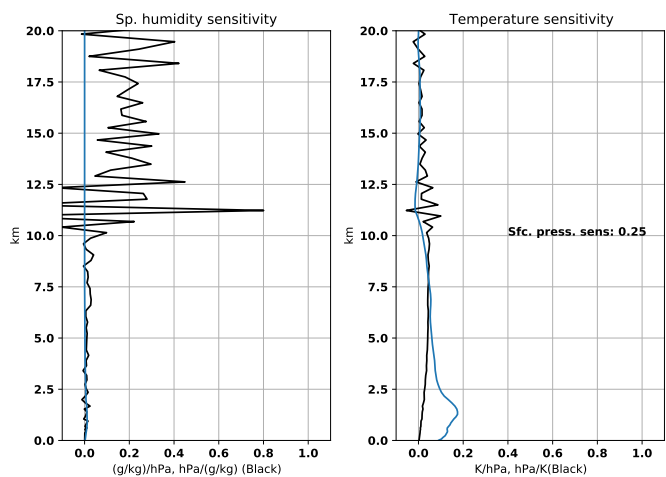 Sp. humidity sensitivity
20.0
17.5
15.0
12.5
10.0
7.5
5.0
2.5
0.0
km
0.0 0.2 0.4 0.6 0.8 1.0
(g/kg)/hPa, hPa/(g/kg) (Black)
Temperature sensitivity
20.0
17.5
15.0
12.5
10.0
7.5
5.0
2.5
0.0
km
Sfc. press. sens: 0.25
0.0 0.2 0.4 0.6 0.8 1.0
K/hPa, hPa/K(Black)